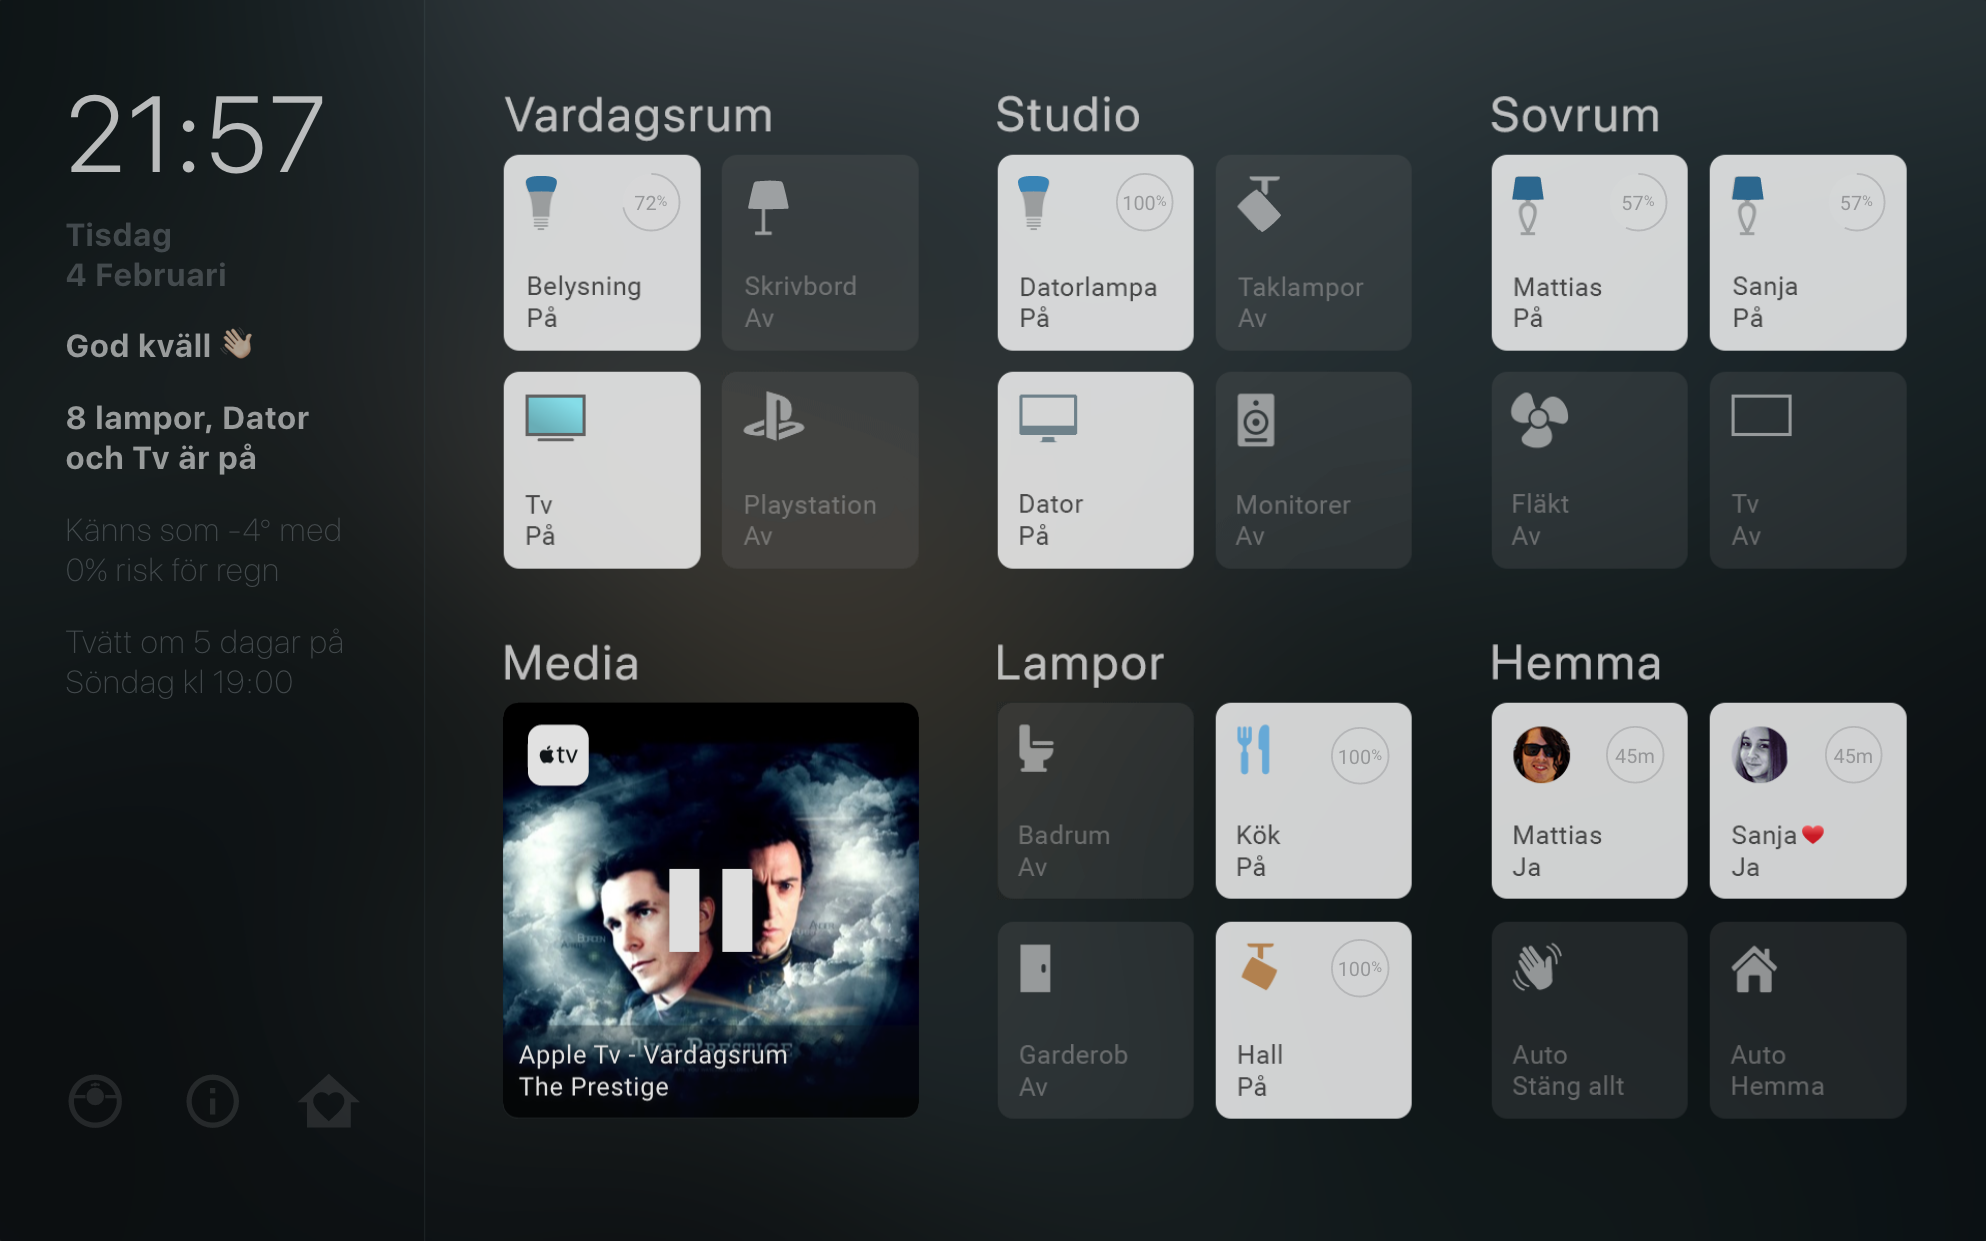 21:57
Tisdag
4 Februari
God kväll 👋🏼
8 lampor, Dator
och Tv är på
Känns som -4° med
0% risk för regn
Tvätt om 5 dagar på
Söndag kl 19:00
Vardagsrum
72%
Belysning
På
Skrivbord
Av
Tv
På
Playstation
Av
Studio
100%
Datorlampa
På
Taklampor
Av
Dator
På
Monitorer
Av
Sovrum
57%
Mattias
På
57%
Sanja
På
Fläkt
Av
Tv
Av
Media
tv
THE PRESTIGE
Apple Tv - Vardagsrum
The Prestige
Lampor
Badrum
Av
100%
Kök
På
Garderob
Av
100%
Hall
På
Hemma
45m
Mattias
Ja
45m
Sanja❤️
Ja
Auto
Stäng allt
Auto
Hemma